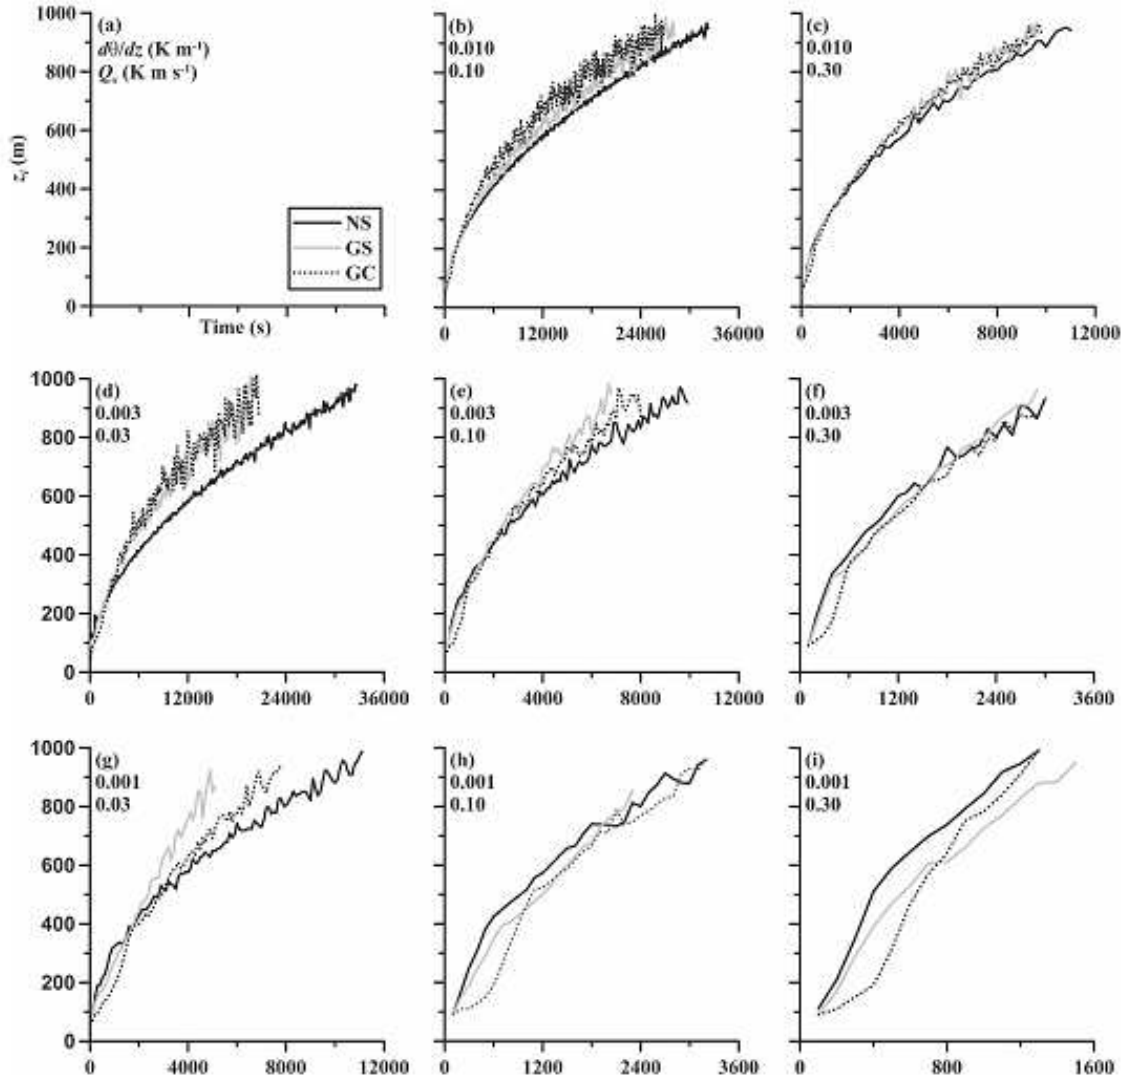 1000
800
600
400
200
0
z_i (m)
(a)
dθ/dz (K m⁻¹)
Qₛ (K m s⁻¹)
NS
GS
GC
Time (s)
(b)
0.010
0.10
0 12000 24000 36000
(c)
0.010
0.30
0 4000 8000 12000
1000
800
600
400
200
0
(d)
0.003
0.03
0 12000 24000 36000
(e)
0.003
0.10
0 4000 8000 12000
(f)
0.003
0.30
0 1200 2400 3600
1000
800
600
400
200
0
(g)
0.001
0.03
0 4000 8000 12000
(h)
0.001
0.10
0 1200 2400 3600
(i)
0.001
0.30
0 800 1600